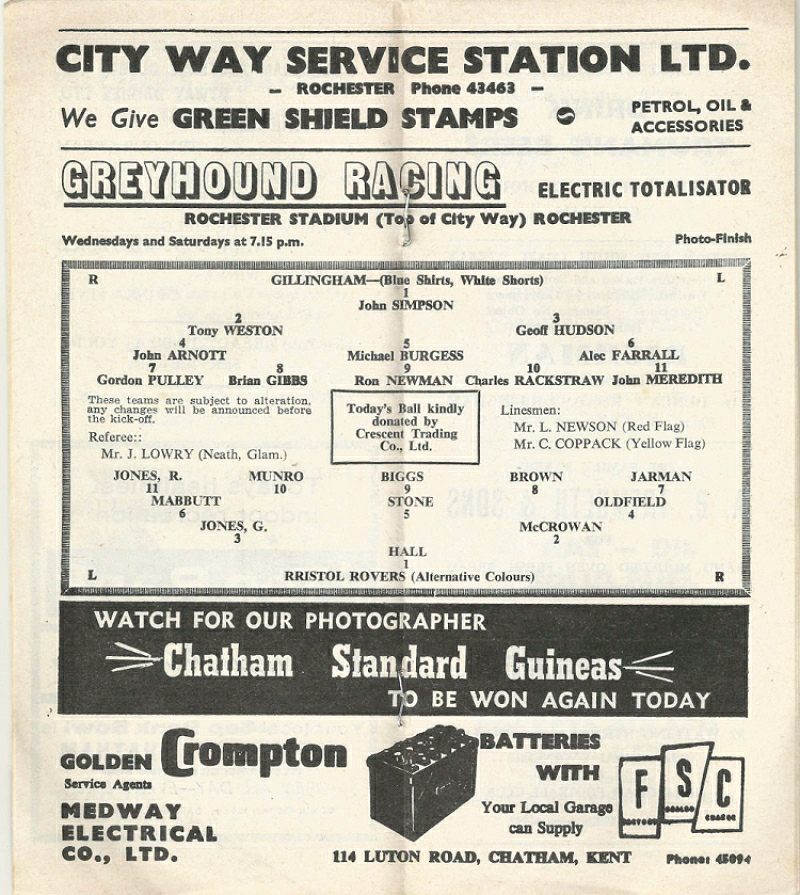 CITY WAY SERVICE STATION LTD.
– ROCHESTER Phone 43463 –
We Give GREEN SHIELD STAMPS
PETROL, OIL &
ACCESSORIES
GREYHOUND RACING ELECTRIC TOTALISATOR
ROCHESTER STADIUM (Top of City Way) ROCHESTER
Wednesdays and Saturdays at 7.15 p.m. Photo-Finish
R GILLINGHAM—(Blue Shirts, White Shorts) L
1
John SIMPSON
2 3
Tony WESTON Geoff HUDSON
4 5 6
John ARNOTT Michael BURGESS Alec FARRALL
7 8 9 10 11
Gordon PULLEY Brian GIBBS Ron NEWMAN Charles RACKSTRAW John MEREDITH
These teams are subject to alteration,
any changes will be announced before
the kick-off.
Referee::
Mr. J. LOWRY (Neath, Glam.)
Today's Ball kindly
donated by
Crescent Trading
Co., Ltd.
Linesmen:
Mr. L. NEWSON (Red Flag)
Mr. C. COPPACK (Yellow Flag)
JONES, R. MUNRO BIGGS BROWN JARMAN
11 10 9 8 7
MABBUTT STONE OLDFIELD
6 5 4
JONES, G. McCROWAN
3 2
HALL
1
L RRISTOL ROVERS (Alternative Colours) R
WATCH FOR OUR PHOTOGRAPHER
Chatham Standard Guineas
TO BE WON AGAIN TODAY
GOLDEN Crompton
Service Agents
MEDWAY
ELECTRICAL
CO., LTD.
BATTERIES
WITH
Your Local Garage
can Supply
F S C
114 LUTON ROAD, CHATHAM, KENT Phone: 45094